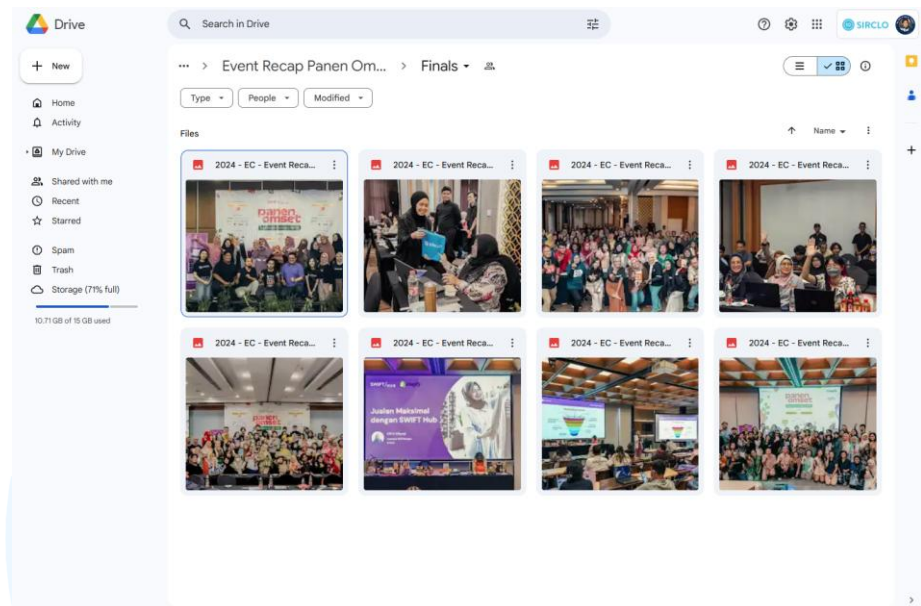 Drive
Search in Drive
SIRCLO
New
Event Recap Panen Om...
Finals
Home
Activity
My Drive
Shared with me
Recent
Starred
Spam
Trash
Storage (71% full)
10.71 GB of 15 GB used
Type
People
Modified
Files
Name
2024 - EC - Event Reca...
2024 - EC - Event Reca...
2024 - EC - Event Reca...
2024 - EC - Event Reca...
panen
omset
2024 - EC - Event Reca...
2024 - EC - Event Reca...
2024 - EC - Event Reca...
2024 - EC - Event Reca...
panen
omset
SWIFT
Jualan Maksimal
dengan SWIFT Hub
panen
omset